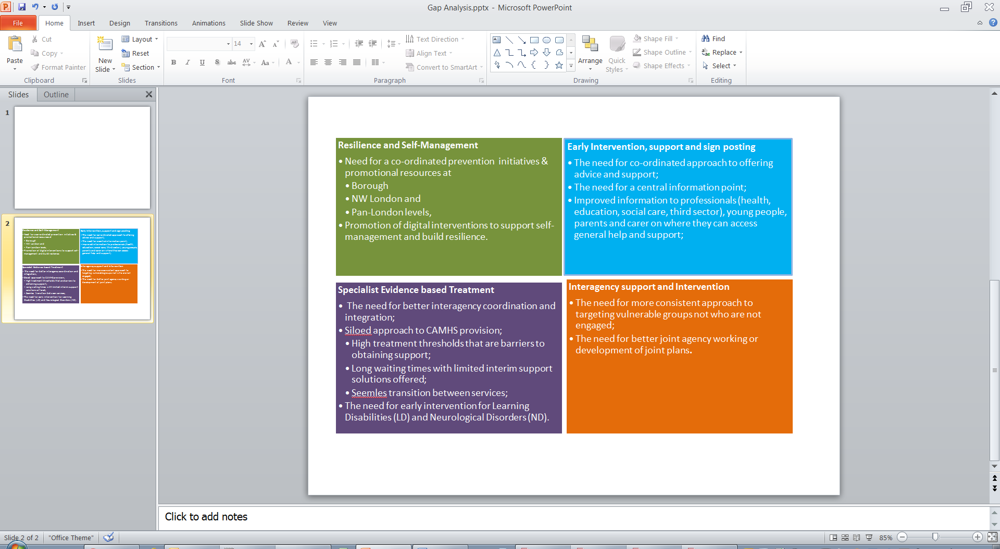 Gap Analysis.pptx - Microsoft PowerPoint
File Home Insert Design Transitions Animations Slide Show Review View
Paste
Cut
Copy
Format Painter
Clipboard
New
Slide
Layout
Reset
Section
Slides
14
B I U S abc AV Aa A
Font
Text Direction
Align Text
Convert to SmartArt
Paragraph
Arrange
Quick
Styles
Shape Fill
Shape Outline
Shape Effects
Drawing
Find
Replace
Select
Editing
Slides Outline
1
2
Resilience and Self-Management
• Need for a co-ordinated prevention initiatives &
promotional resources at
• Borough
• NW London and
• Pan-London levels,
• Promotion of digital interventions to support self-
management and build resilience.
Early Intervention, support and sign posting
• The need for co-ordinated approach to offering
advice and support;
• The need for a central information point;
• Improved information to professionals (health,
education, social care, third sector), young people,
parents and carer on where they can access
general help and support;
Specialist Evidence based Treatment
• The need for better interagency coordination and
integration;
• Siloed approach to CAMHS provision;
• High treatment thresholds that are barriers to
obtaining support;
• Long waiting times with limited interim support
solutions offered;
• Seemles transition between services;
• The need for early intervention for Learning
Disabilities (LD) and Neurological Disorders (ND).
Interagency support and Intervention
• The need for more consistent approach to
targeting vulnerable groups not who are not
engaged;
• The need for better joint agency working or
development of joint plans.
Click to add notes
Slide 2 of 2 "Office Theme" 85%